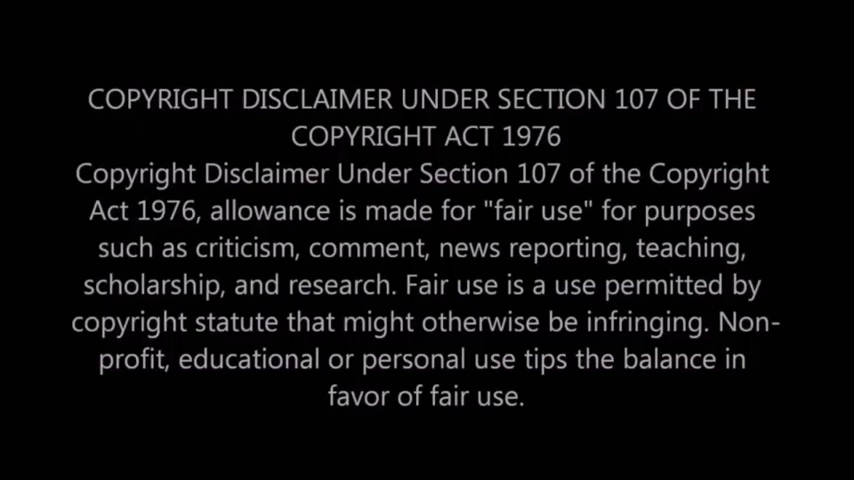 COPYRIGHT DISCLAIMER UNDER SECTION 107 OF THE
COPYRIGHT ACT 1976
Copyright Disclaimer Under Section 107 of the Copyright
Act 1976, allowance is made for "fair use" for purposes
such as criticism, comment, news reporting, teaching,
scholarship, and research. Fair use is a use permitted by
copyright statute that might otherwise be infringing. Non-
profit, educational or personal use tips the balance in
favor of fair use.